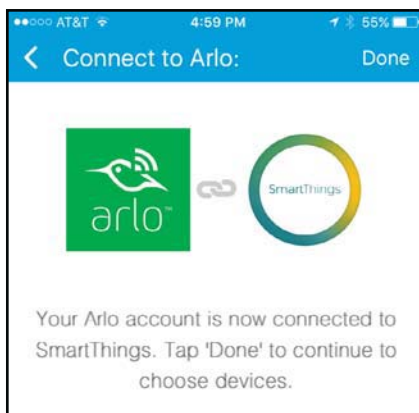 AT&T 4:59 PM 55%
Connect to Arlo: Done
arlo™ SmartThings
Your Arlo account is now connected to
SmartThings. Tap 'Done' to continue to
choose devices.